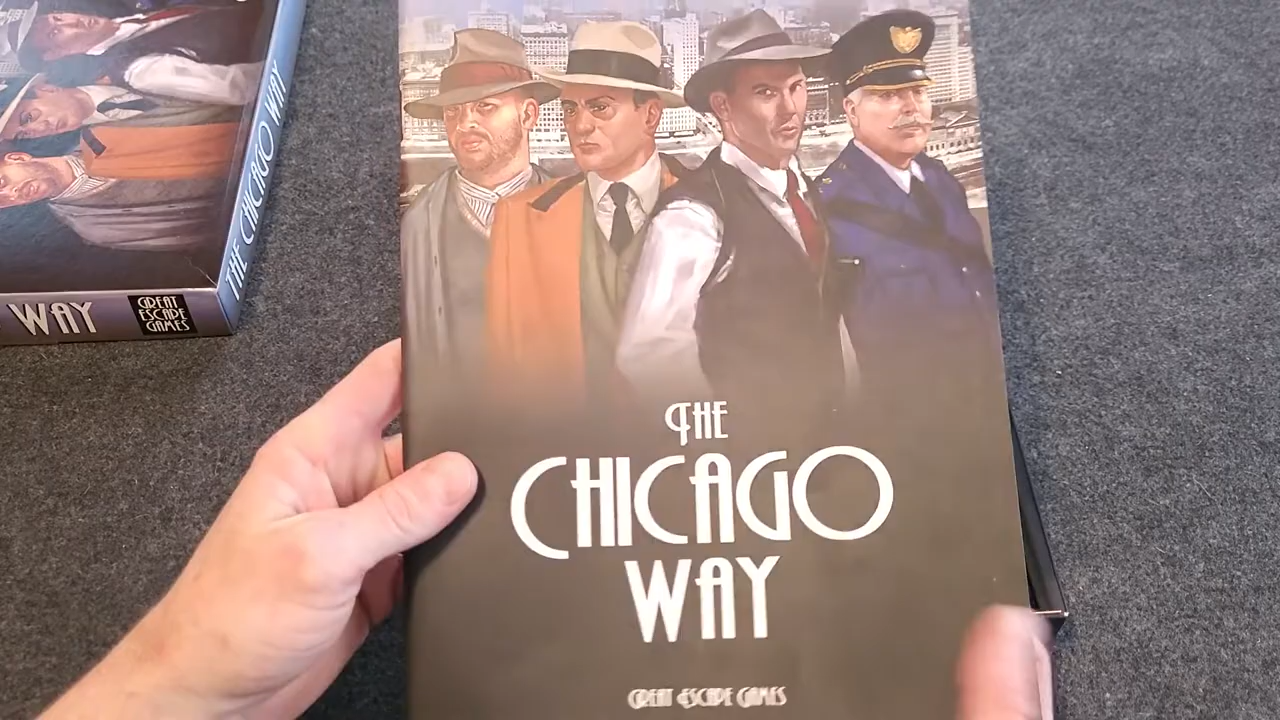 THE CHICAGO WAY
WAY
GREAT
ESCAPE
GAMES
THE
CHICAGO
WAY
GREAT ESCAPE GAMES